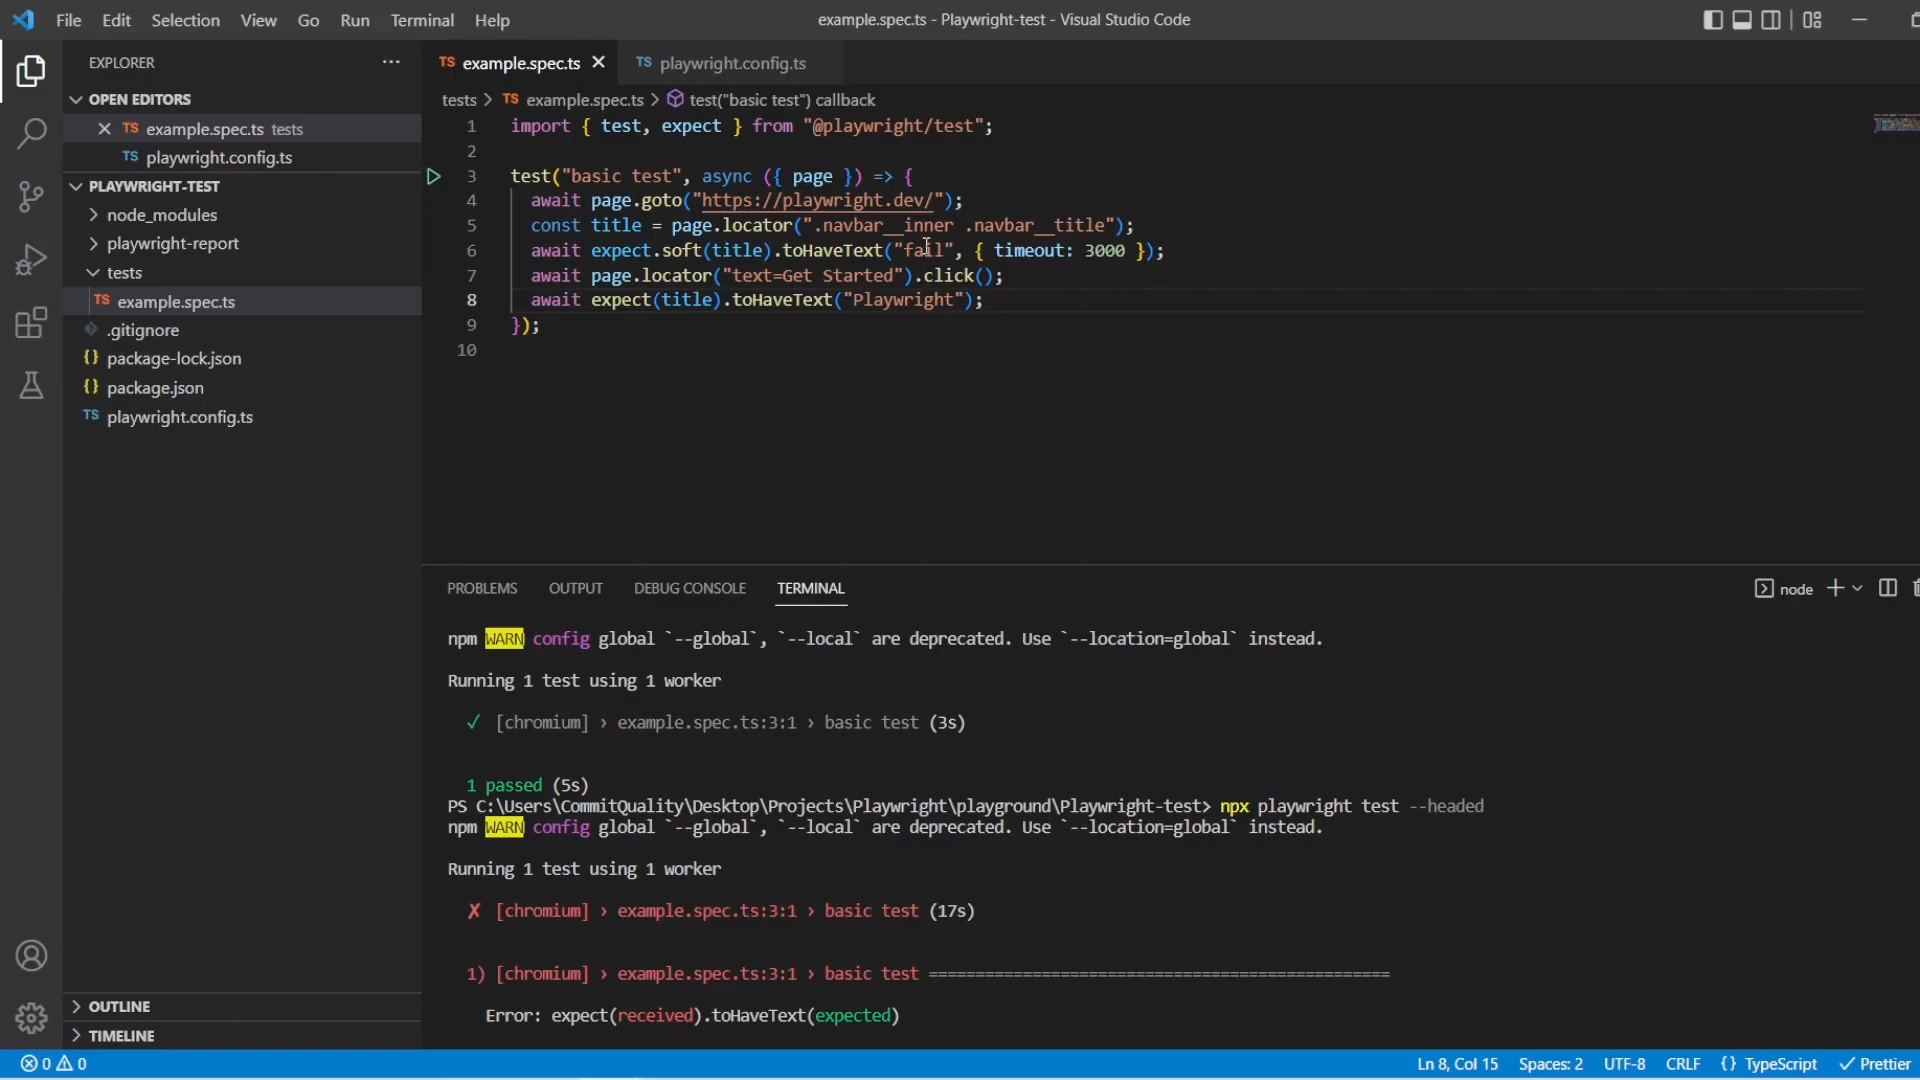 File Edit Selection View Go Run Terminal Help
example.spec.ts - Playwright-test - Visual Studio Code
EXPLORER
OPEN EDITORS
example.spec.ts tests
playwright.config.ts
PLAYWRIGHT-TEST
node_modules
playwright-report
tests
TS example.spec.ts
.gitignore
{} package-lock.json
{} package.json
TS playwright.config.ts
OUTLINE
TIMELINE
TS example.spec.ts
TS playwright.config.ts
tests > TS example.spec.ts > test("basic test") callback
1 import { test, expect } from "@playwright/test";
2
3 test("basic test", async ({ page }) => {
4 await page.goto("https://playwright.dev/");
5 const title = page.locator(".navbar__inner .navbar__title");
6 await expect.soft(title).toHaveText("fail", { timeout: 3000 });
7 await page.locator("text=Get Started").click();
8 await expect(title).toHaveText("Playwright");
9 });
10
PROBLEMS OUTPUT DEBUG CONSOLE TERMINAL
node
npm WARN config global `--global`, `--local` are deprecated. Use `--location=global` instead.
Running 1 test using 1 worker
✓ [chromium] › example.spec.ts:3:1 › basic test (3s)
1 passed (5s)
PS C:\Users\CommitQuality\Desktop\Projects\Playwright\playground\Playwright-test> npx playwright test --headed
npm WARN config global `--global`, `--local` are deprecated. Use `--location=global` instead.
Running 1 test using 1 worker
✗ [chromium] › example.spec.ts:3:1 › basic test (17s)
1) [chromium] › example.spec.ts:3:1 › basic test =================================================
Error: expect(received).toHaveText(expected)
0 0
Ln 8, Col 15 Spaces: 2 UTF-8 CRLF {} TypeScript ✓ Prettier